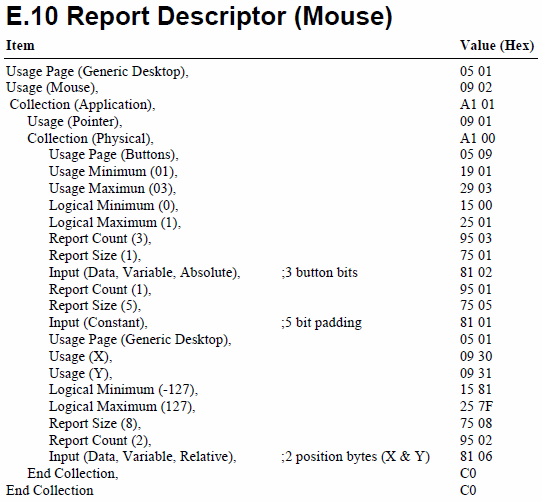 E.10 Report Descriptor (Mouse)
Item Value (Hex)
Usage Page (Generic Desktop), 05 01
Usage (Mouse), 09 02
Collection (Application), A1 01
Usage (Pointer), 09 01
Collection (Physical), A1 00
Usage Page (Buttons), 05 09
Usage Minimum (01), 19 01
Usage Maximun (03), 29 03
Logical Minimum (0), 15 00
Logical Maximum (1), 25 01
Report Count (3), 95 03
Report Size (1), 75 01
Input (Data, Variable, Absolute), ;3 button bits 81 02
Report Count (1), 95 01
Report Size (5), 75 05
Input (Constant), ;5 bit padding 81 01
Usage Page (Generic Desktop), 05 01
Usage (X), 09 30
Usage (Y), 09 31
Logical Minimum (-127), 15 81
Logical Maximum (127), 25 7F
Report Size (8), 75 08
Report Count (2), 95 02
Input (Data, Variable, Relative), ;2 position bytes (X & Y) 81 06
End Collection, C0
End Collection C0